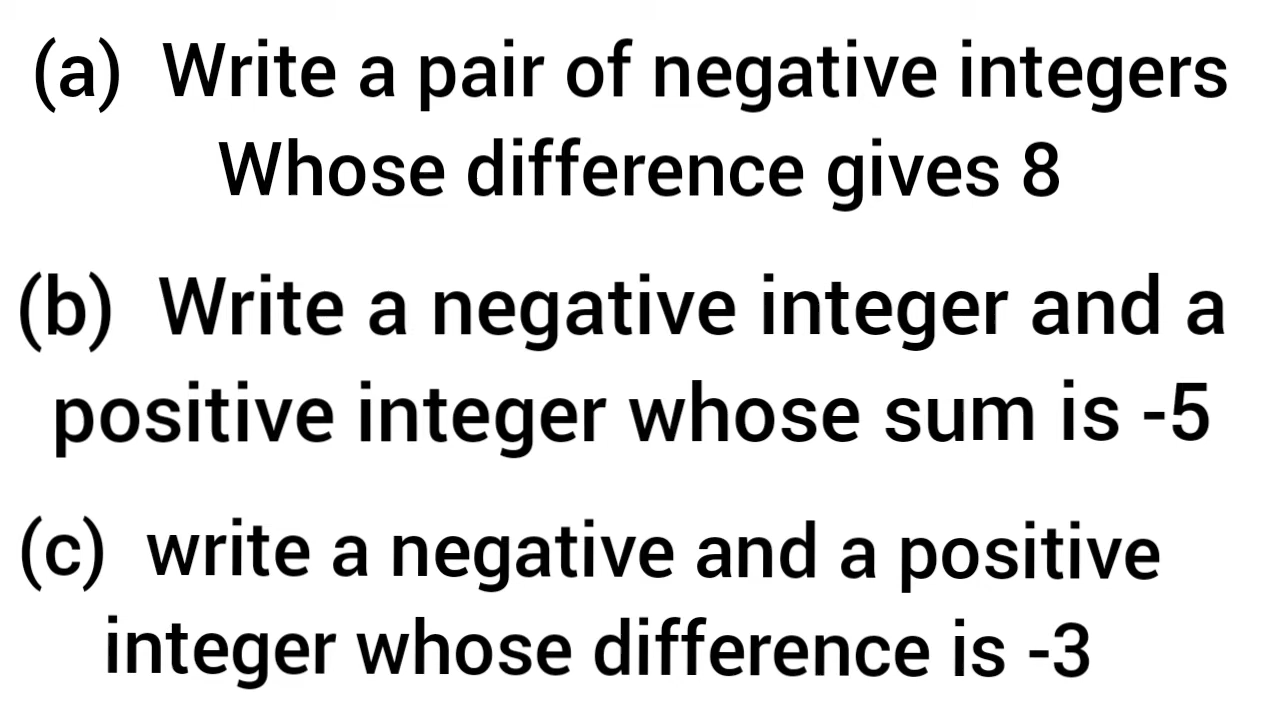 (a) Write a pair of negative integers
Whose difference gives 8
(b) Write a negative integer and a
positive integer whose sum is -5
(c) write a negative and a positive
integer whose difference is -3